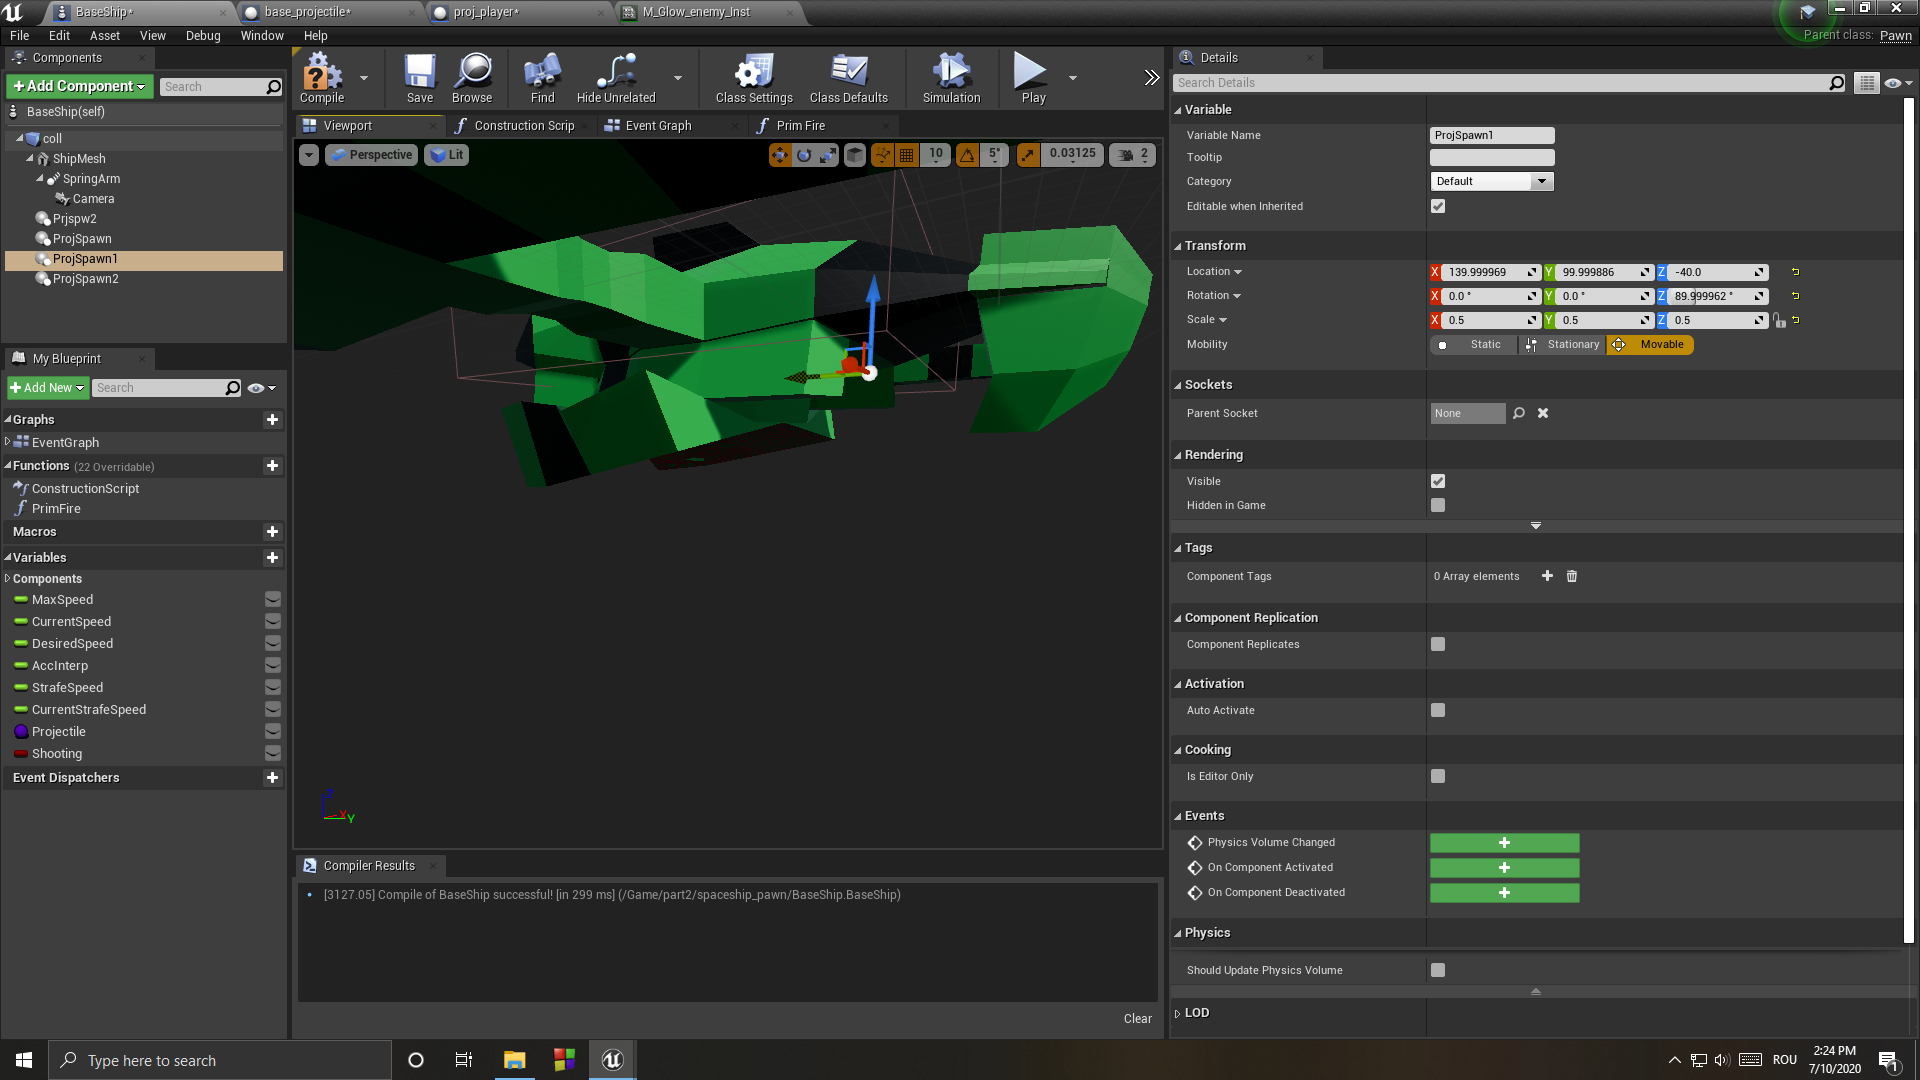 BaseShip*
base_projectile*
proj_player*
M_Glow_enemy_Inst
File Edit Asset View Debug Window Help
Parent class: Pawn
Components
+Add Component
Search
BaseShip(self)
coll
ShipMesh
SpringArm
Camera
Prjspw2
ProjSpawn
ProjSpawn1
ProjSpawn2
My Blueprint
+Add New
Search
Graphs
EventGraph
Functions (22 Overridable)
ConstructionScript
PrimFire
Macros
Variables
Components
MaxSpeed
CurrentSpeed
DesiredSpeed
AccInterp
StrafeSpeed
CurrentStrafeSpeed
Projectile
Shooting
Event Dispatchers
Compile
Save
Browse
Find
Hide Unrelated
Class Settings
Class Defaults
Simulation
Play
Viewport
Construction Scrip
Event Graph
Prim Fire
Perspective
Lit
10
5°
0.03125
2
Z
X
Y
Compiler Results
[3127.05] Compile of BaseShip successful! [in 299 ms] (/Game/part2/spaceship_pawn/BaseShip.BaseShip)
Clear
Details
Search Details
Variable
Variable Name ProjSpawn1
Tooltip
Category Default
Editable when Inherited
Transform
Location X 139.999969 Y 99.999886 Z -40.0
Rotation X 0.0 ° Y 0.0 ° Z 89.999962 °
Scale X 0.5 Y 0.5 Z 0.5
Mobility Static Stationary Movable
Sockets
Parent Socket None
Rendering
Visible
Hidden in Game
Tags
Component Tags 0 Array elements
Component Replication
Component Replicates
Activation
Auto Activate
Cooking
Is Editor Only
Events
Physics Volume Changed
On Component Activated
On Component Deactivated
Physics
Should Update Physics Volume
LOD
Type here to search
ROU
2:24 PM
7/10/2020
1